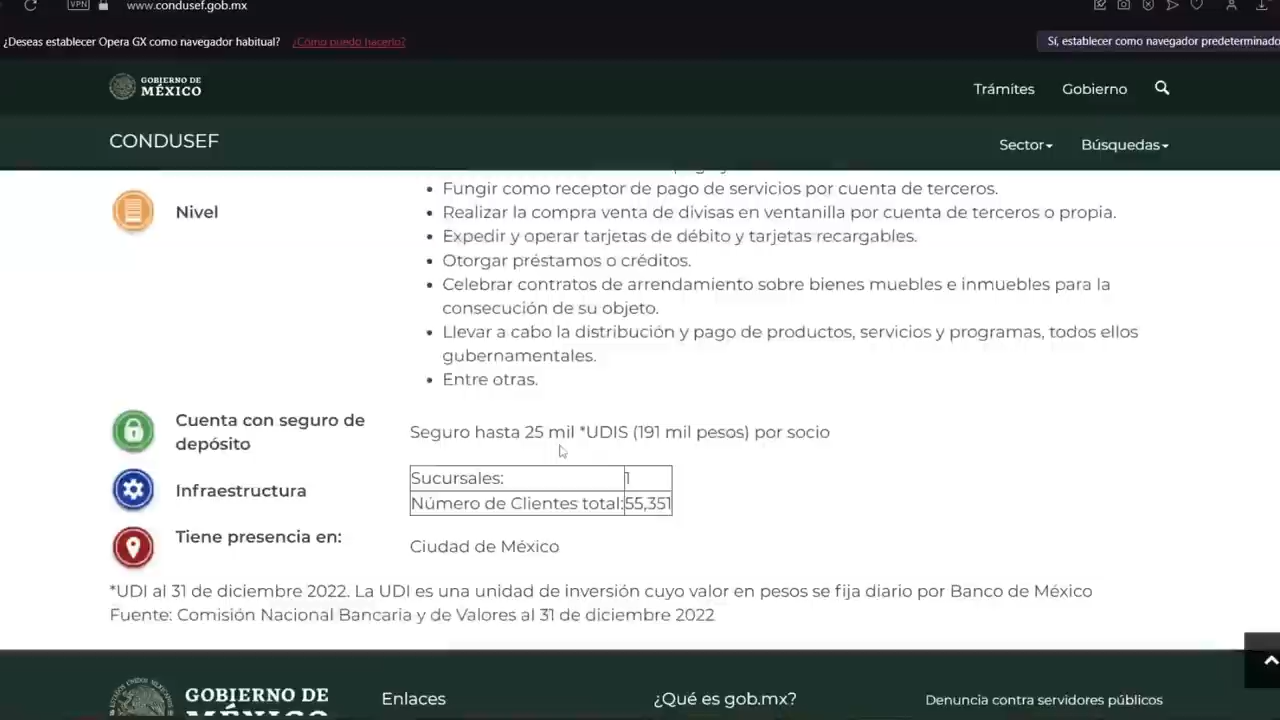 VPN
www.condusef.gob.mx
¿Deseas establecer Opera GX como navegador habitual? ¿Cómo puedo hacerlo?
Sí, establecer como navegador predeterminado
GOBIERNO DE
MÉXICO
Trámites
Gobierno
CONDUSEF
Sector
Búsquedas
Nivel
• Fungir como receptor de pago de servicios por cuenta de terceros.
• Realizar la compra venta de divisas en ventanilla por cuenta de terceros o propia.
• Expedir y operar tarjetas de débito y tarjetas recargables.
• Otorgar préstamos o créditos.
• Celebrar contratos de arrendamiento sobre bienes muebles e inmuebles para la
consecución de su objeto.
• Llevar a cabo la distribución y pago de productos, servicios y programas, todos ellos
gubernamentales.
• Entre otras.
Cuenta con seguro de
depósito
Seguro hasta 25 mil *UDIS (191 mil pesos) por socio
Infraestructura
Sucursales: 1
Número de Clientes total: 55,351
Tiene presencia en:
Ciudad de México
*UDI al 31 de diciembre 2022. La UDI es una unidad de inversión cuyo valor en pesos se fija diario por Banco de México
Fuente: Comisión Nacional Bancaria y de Valores al 31 de diciembre 2022
GOBIERNO DE
MÉXICO
Enlaces
¿Qué es gob.mx?
Denuncia contra servidores públicos